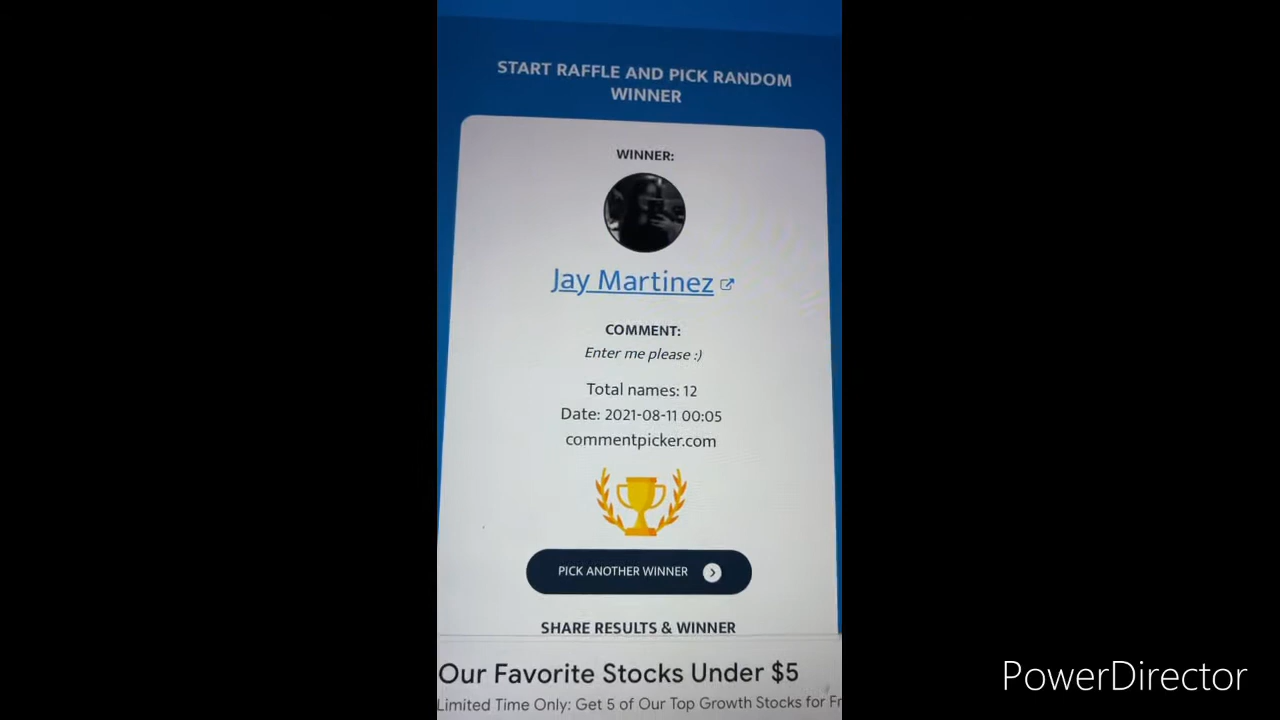 START RAFFLE AND PICK RANDOM
WINNER
WINNER:
Jay Martinez
COMMENT:
Enter me please :)
Total names: 12
Date: 2021-08-11 00:05
commentpicker.com
PICK ANOTHER WINNER
SHARE RESULTS & WINNER
Our Favorite Stocks Under $5
Limited Time Only: Get 5 of Our Top Growth Stocks for Fr
PowerDirector